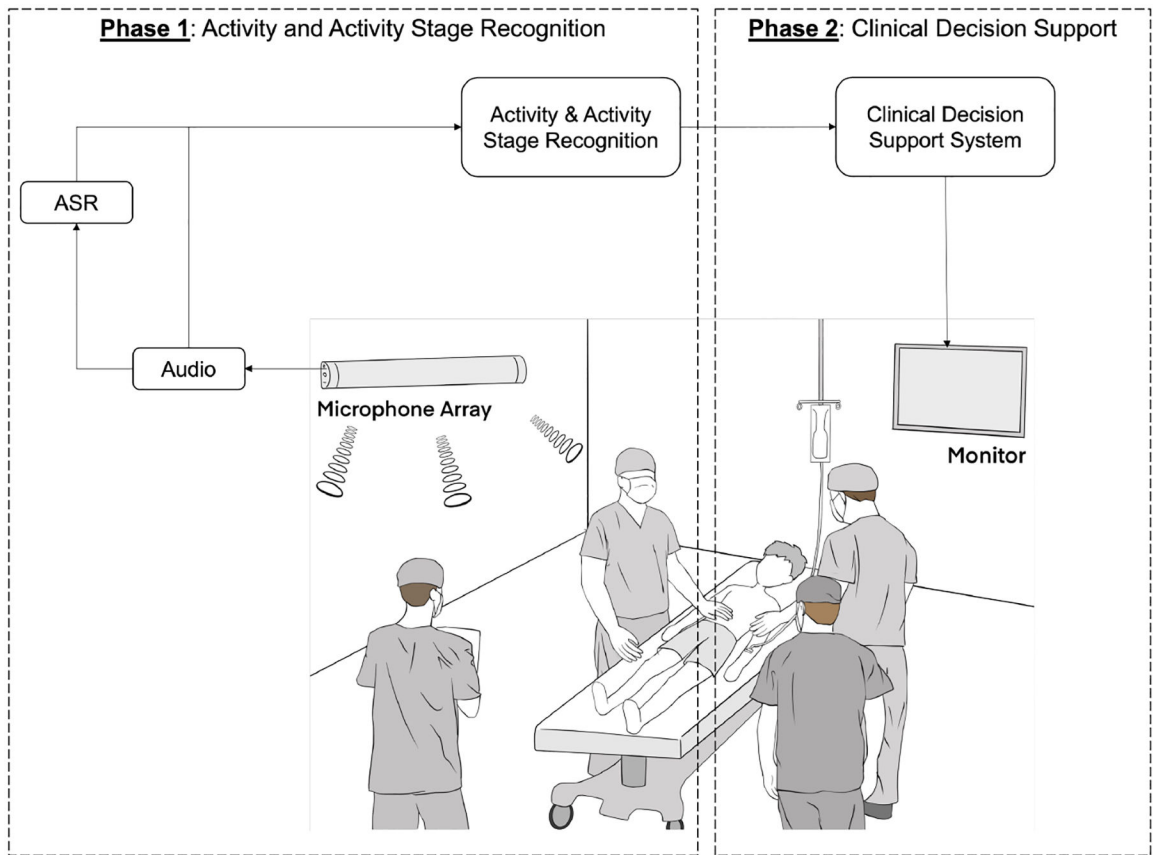 Phase 1: Activity and Activity Stage Recognition
Phase 2: Clinical Decision Support
Activity & Activity
Stage Recognition
Clinical Decision
Support System
ASR
Audio
Microphone Array
Monitor